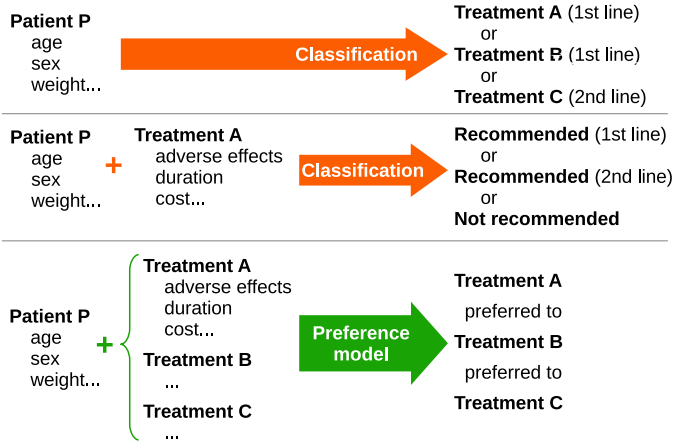 Patient P
age
sex
weight...
Classification
Treatment A (1st line)
or
Treatment B (1st line)
or
Treatment C (2nd line)
Patient P
age
sex
weight...
+
Treatment A
adverse effects
duration
cost...
Classification
Recommended (1st line)
or
Recommended (2nd line)
or
Not recommended
Patient P
age
sex
weight...
+
Treatment A
adverse effects
duration
cost...
Treatment B
...
Treatment C
...
Preference
model
Treatment A
preferred to
Treatment B
preferred to
Treatment C